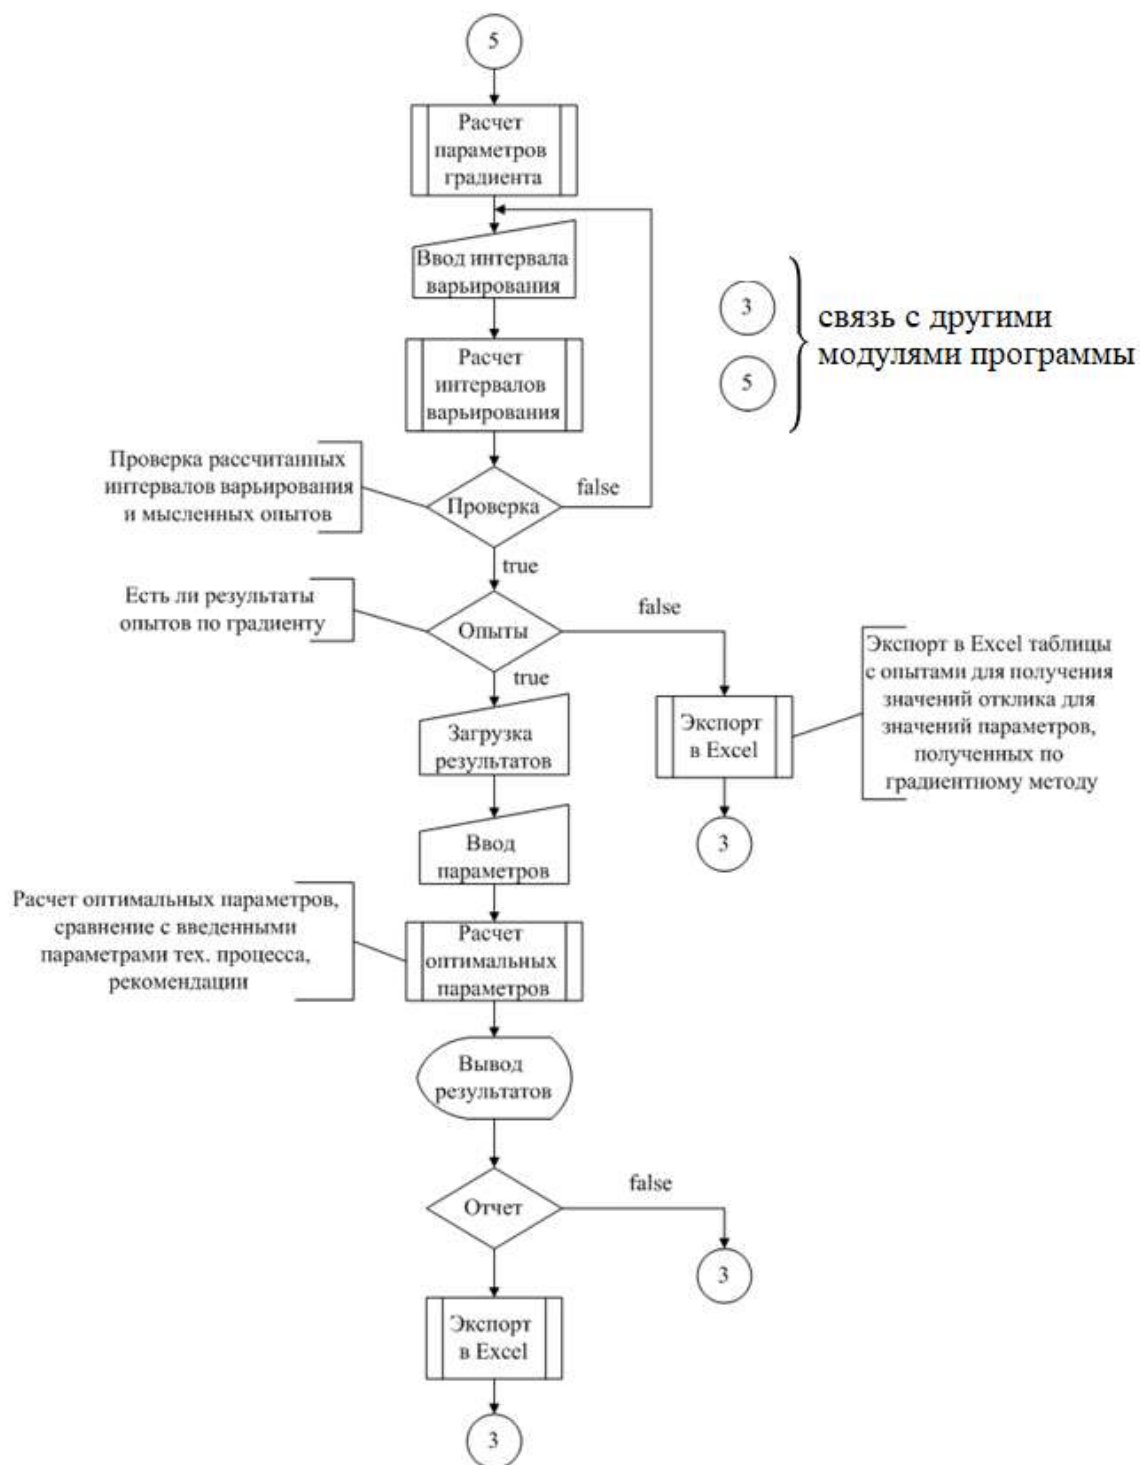 5
Расчет
параметров
градиента
Ввод интервала
варьирования
3
5
связь с другими
модулями программы
Расчет
интервалов
варьирования
Проверка рассчитанных
интервалов варьирования
и мысленных опытов
Проверка
false
true
Есть ли результаты
опытов по градиенту
Опыты
false
true
Экспорт
в Excel
Экспорт в Excel таблицы
с опытами для получения
значений отклика для
значений параметров,
полученных по
градиентному методу
3
Загрузка
результатов
Ввод
параметров
Расчет оптимальных параметров,
сравнение с введенными
параметрами тех. процесса,
рекомендации
Расчет
оптимальных
параметров
Вывод
результатов
Отчет
false
3
Экспорт
в Excel
3